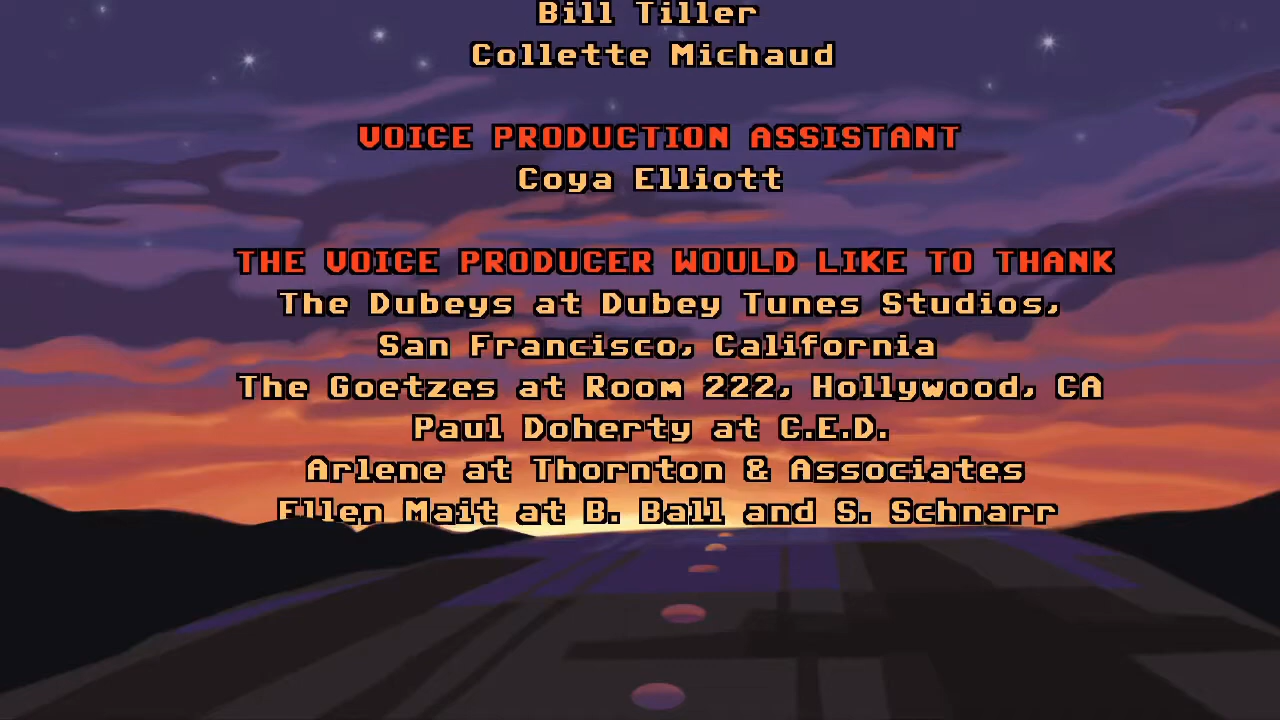 Bill Tiller
Collette Michaud
VOICE PRODUCTION ASSISTANT
Coya Elliott
THE VOICE PRODUCER WOULD LIKE TO THANK
The Dubeys at Dubey Tunes Studios,
San Francisco, California
The Goetzes at Room 222, Hollywood, CA
Paul Doherty at C.E.D.
Arlene at Thornton & Associates
Ellen Mait at B. Ball and S. Schnarr